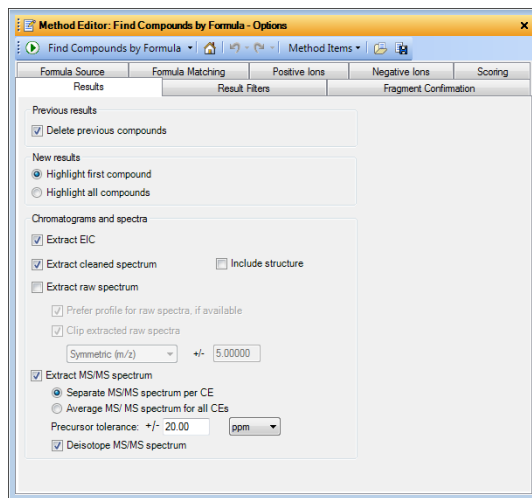 Method Editor: Find Compounds by Formula - Options
Find Compounds by Formula Method Items
Formula Source Formula Matching Positive Ions Negative Ions Scoring
Results Result Filters Fragment Confirmation
Previous results
Delete previous compounds
New results
Highlight first compound
Highlight all compounds
Chromatograms and spectra
Extract EIC
Extract cleaned spectrum Include structure
Extract raw spectrum
Prefer profile for raw spectra, if available
Clip extracted raw spectra
Symmetric (m/z) +/- 5.00000
Extract MS/MS spectrum
Separate MS/MS spectrum per CE
Average MS/ MS spectrum for all CEs
Precursor tolerance: +/- 20.00 ppm
Deisotope MS/MS spectrum